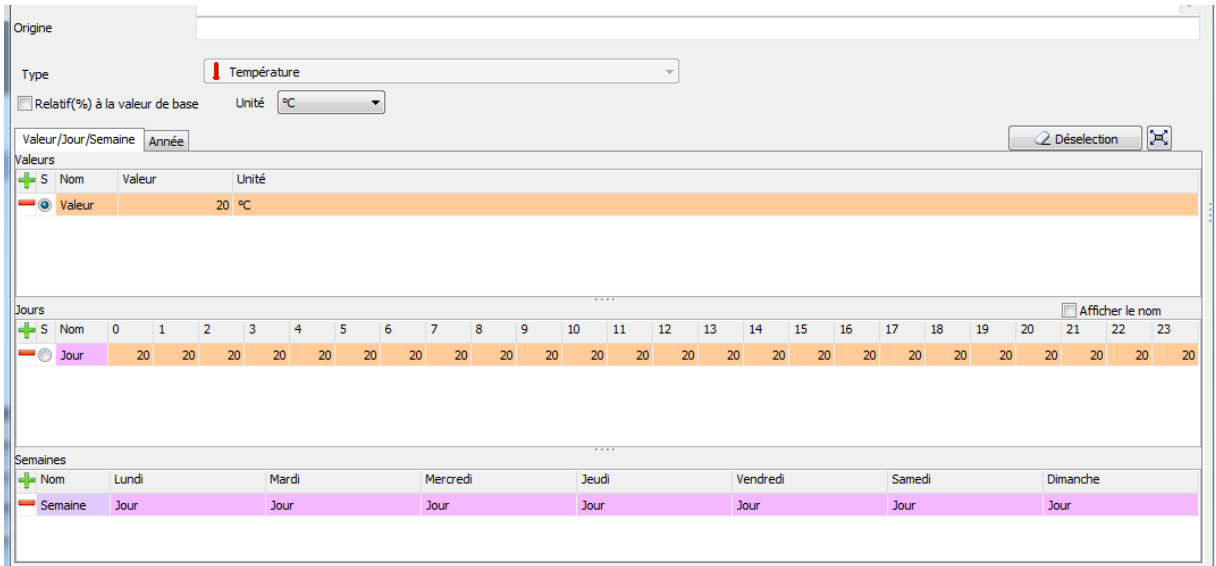 Origine
Type Température
Relatif(%) à la valeur de base Unité ºC
Valeur/Jour/Semaine Année Déselection
Valeurs
S Nom Valeur Unité
Valeur 20 ºC
Jours Afficher le nom
S Nom 0 1 2 3 4 5 6 7 8 9 10 11 12 13 14 15 16 17 18 19 20 21 22 23
Jour 20 20 20 20 20 20 20 20 20 20 20 20 20 20 20 20 20 20 20 20 20 20 20 20
Semaines
Nom Lundi Mardi Mercredi Jeudi Vendredi Samedi Dimanche
Semaine Jour Jour Jour Jour Jour Jour Jour